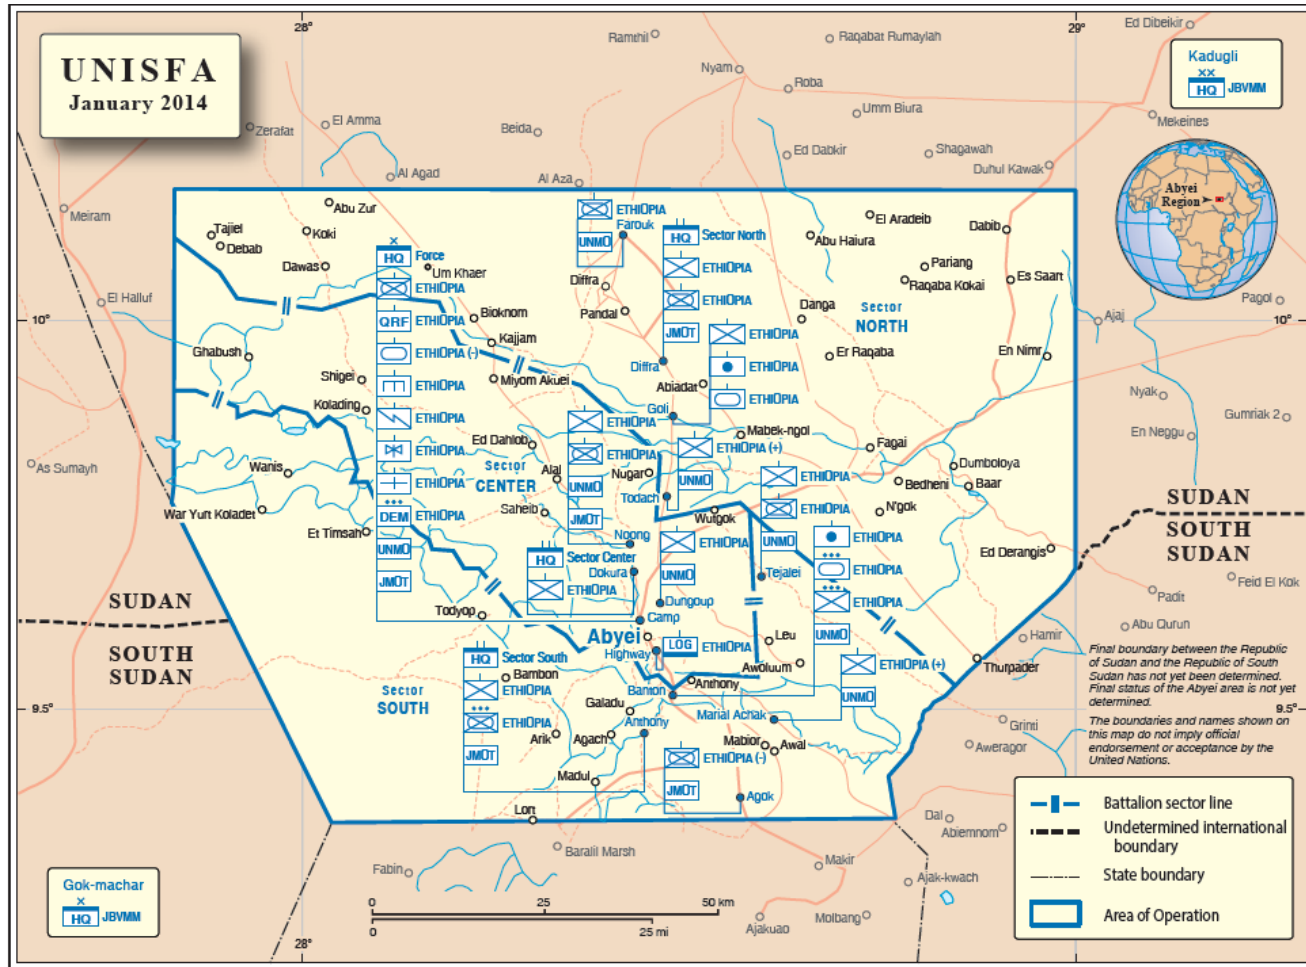 UNISFA
January 2014
28°
29°
Ramthil
Raqabat Rumaylah
Ed Dibeikir
Nyam
Roba
Kadugli
XX
HQ JBVMM
Zerafat
El Amma
Beida
Umm Biura
Mekeines
Ed Dabkir
Shagawah
Duhul Kawak
Al Agad
Al Aza
Meiram
Abyei
Region
Abu Zur
Tajiel
Debab
Koki
Dawas
ETHIOPIA
Farouk
UNMO
HQ Sector North
ETHIOPIA
ETHIOPIA
JMOT
Diffra
El Aradeib
Abu Haiura
Dabib
Pariang
Raqaba Kokai
Es Saart
X
HQ Force
Um Khaer
ETHIOPIA
QRF ETHIOPIA
ETHIOPIA (-)
ETHIOPIA
ETHIOPIA
ETHIOPIA
ETHIOPIA
DEM ETHIOPIA
UNMO
JMOT
Diffra
Pandal
Danga
Sector
NORTH
El Halluf
Pagol
10°
10°
Ajaj
Bioknom
Kajjam
Ghabush
Shigei
Miyom Akuei
Kolading
Er Raqaba
En Nimr
ETHIOPIA
ETHIOPIA
ETHIOPIA
Abiadat
Goli
Nyak
Gumriak 2
En Neggu
As Sumayh
Wanis
War Yurt Koladet
Et Timsah
Ed Dahlob
Sector
CENTER
Alal
Saheib
ETHIOPIA
ETHIOPIA
UNMO
JMOT
Noong
Nugar
Mabek-ngol
ETHIOPIA (+)
UNMO
Todach
Fagai
Dumboloya
Bedheni
Baar
N'gok
Ed Derangis
ETHIOPIA
ETHIOPIA
UNMO
Tejalei
Wutgok
SUDAN
SOUTH
SUDAN
HQ Sector Center
ETHIOPIA
Dokura
ETHIOPIA
UNMO
Dungoup
ETHIOPIA
ETHIOPIA
ETHIOPIA
UNMO
Feid El Kok
Padit
Abu Qurun
Hamir
SUDAN
SOUTH
SUDAN
Todyop
Camp
Abyei
Highway
LOG ETHIOPIA
Leu
Awoluum
Thurpader
ETHIOPIA (+)
UNMO
Final boundary between the Republic
of Sudan and the Republic of South
Sudan has not yet been determined.
Final status of the Abyei area is not yet
determined.
The boundaries and names shown on
this map do not imply official
endorsement or acceptance by the
United Nations.
HQ Sector South
ETHIOPIA
ETHIOPIA
JMOT
Sector
SOUTH
Bambon
Banton
Anthony
Galadu
Anthony
Marial Achak
9.5°
9.5°
Grinti
Aweragor
Arik
Agach
Mabior
Awal
Madul
ETHIOPIA (-)
JMOT
Agok
Lort
Dal
Abiemnom
Baralil Marsh
Fabin
Makir
Ajak-kwach
Molbang
Ajakuao
Gok-machar
X
HQ JBVMM
0
25
50 km
0
25 mi
28°
Battalion sector line
Undetermined international
boundary
State boundary
Area of Operation